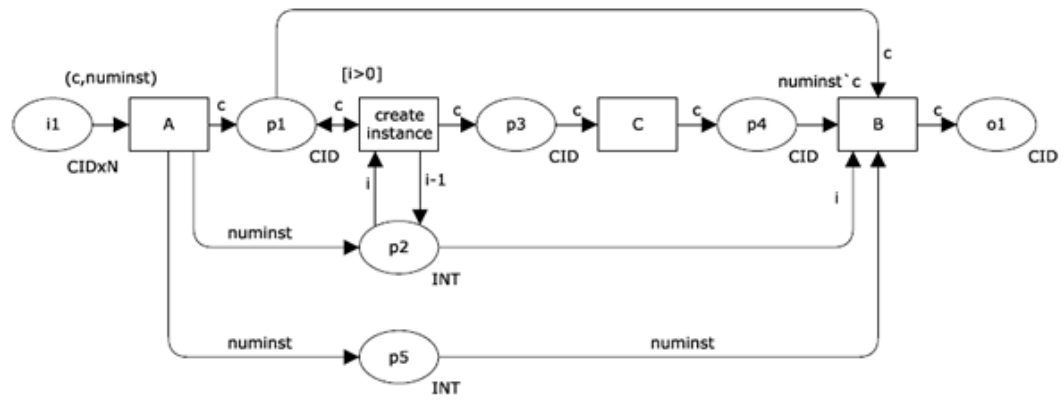 (c,numinst)
[i>0]
c
numinst`c
i1
A
c
p1
c
create
instance
c
p3
c
C
c
p4
B
c
o1
CIDxN
CID
CID
CID
CID
i
i-1
numinst
p2
i
INT
numinst
p5
numinst
INT